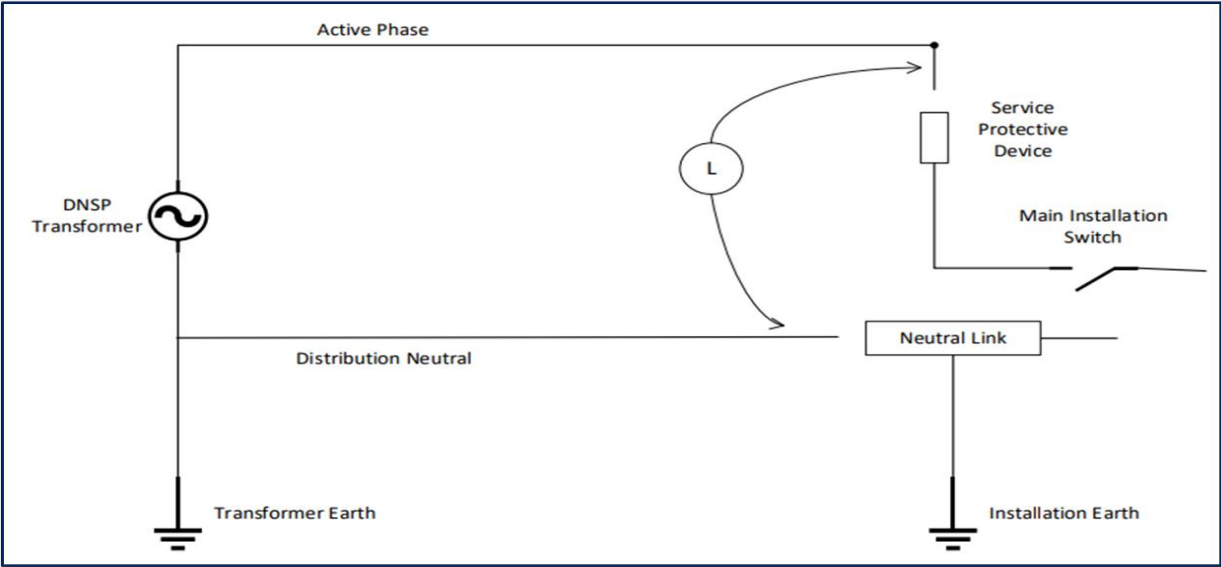 Active Phase
Service
Protective
Device
L
DNSP
Transformer
Main Installation
Switch
Neutral Link
Distribution Neutral
Transformer Earth
Installation Earth